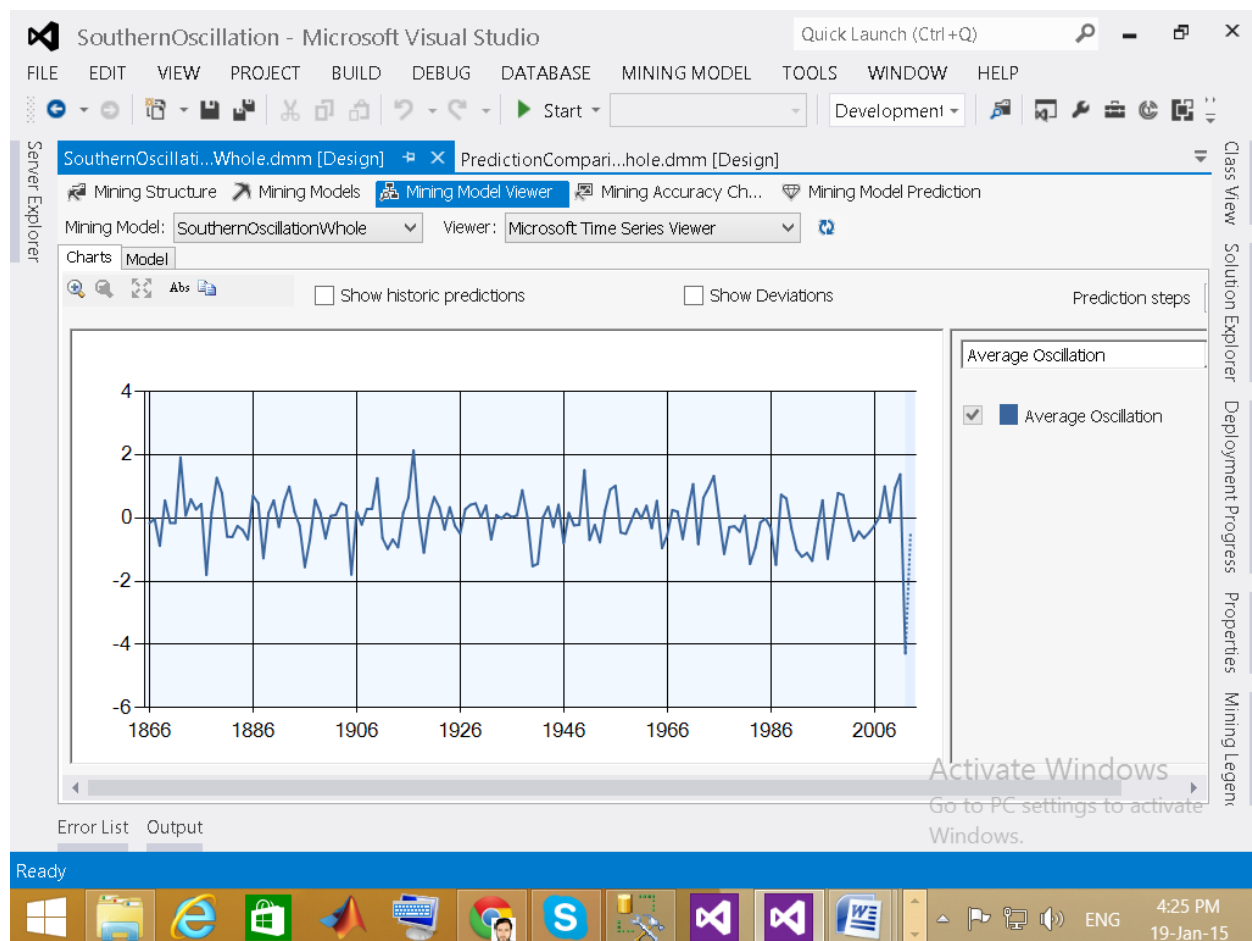 SouthernOscillation - Microsoft Visual Studio
Quick Launch (Ctrl+Q)
FILE EDIT VIEW PROJECT BUILD DEBUG DATABASE MINING MODEL TOOLS WINDOW HELP
Start
Development
SouthernOscillati...Whole.dmm [Design]
PredictionCompari...hole.dmm [Design]
Mining Structure
Mining Models
Mining Model Viewer
Mining Accuracy Ch...
Mining Model Prediction
Mining Model: SouthernOscillationWhole
Viewer: Microsoft Time Series Viewer
Charts
Model
Abs
Show historic predictions
Show Deviations
Prediction steps
Average Oscillation
Average Oscillation
4
2
0
-2
-4
-6
1866 1886 1906 1926 1946 1966 1986 2006
Server Explorer
Class View
Solution Explorer
Deployment Progress
Properties
Mining Legend
Activate Windows
Go to PC settings to activate
Windows.
Error List
Output
Ready
S
W
ENG
4:25 PM
19-Jan-15